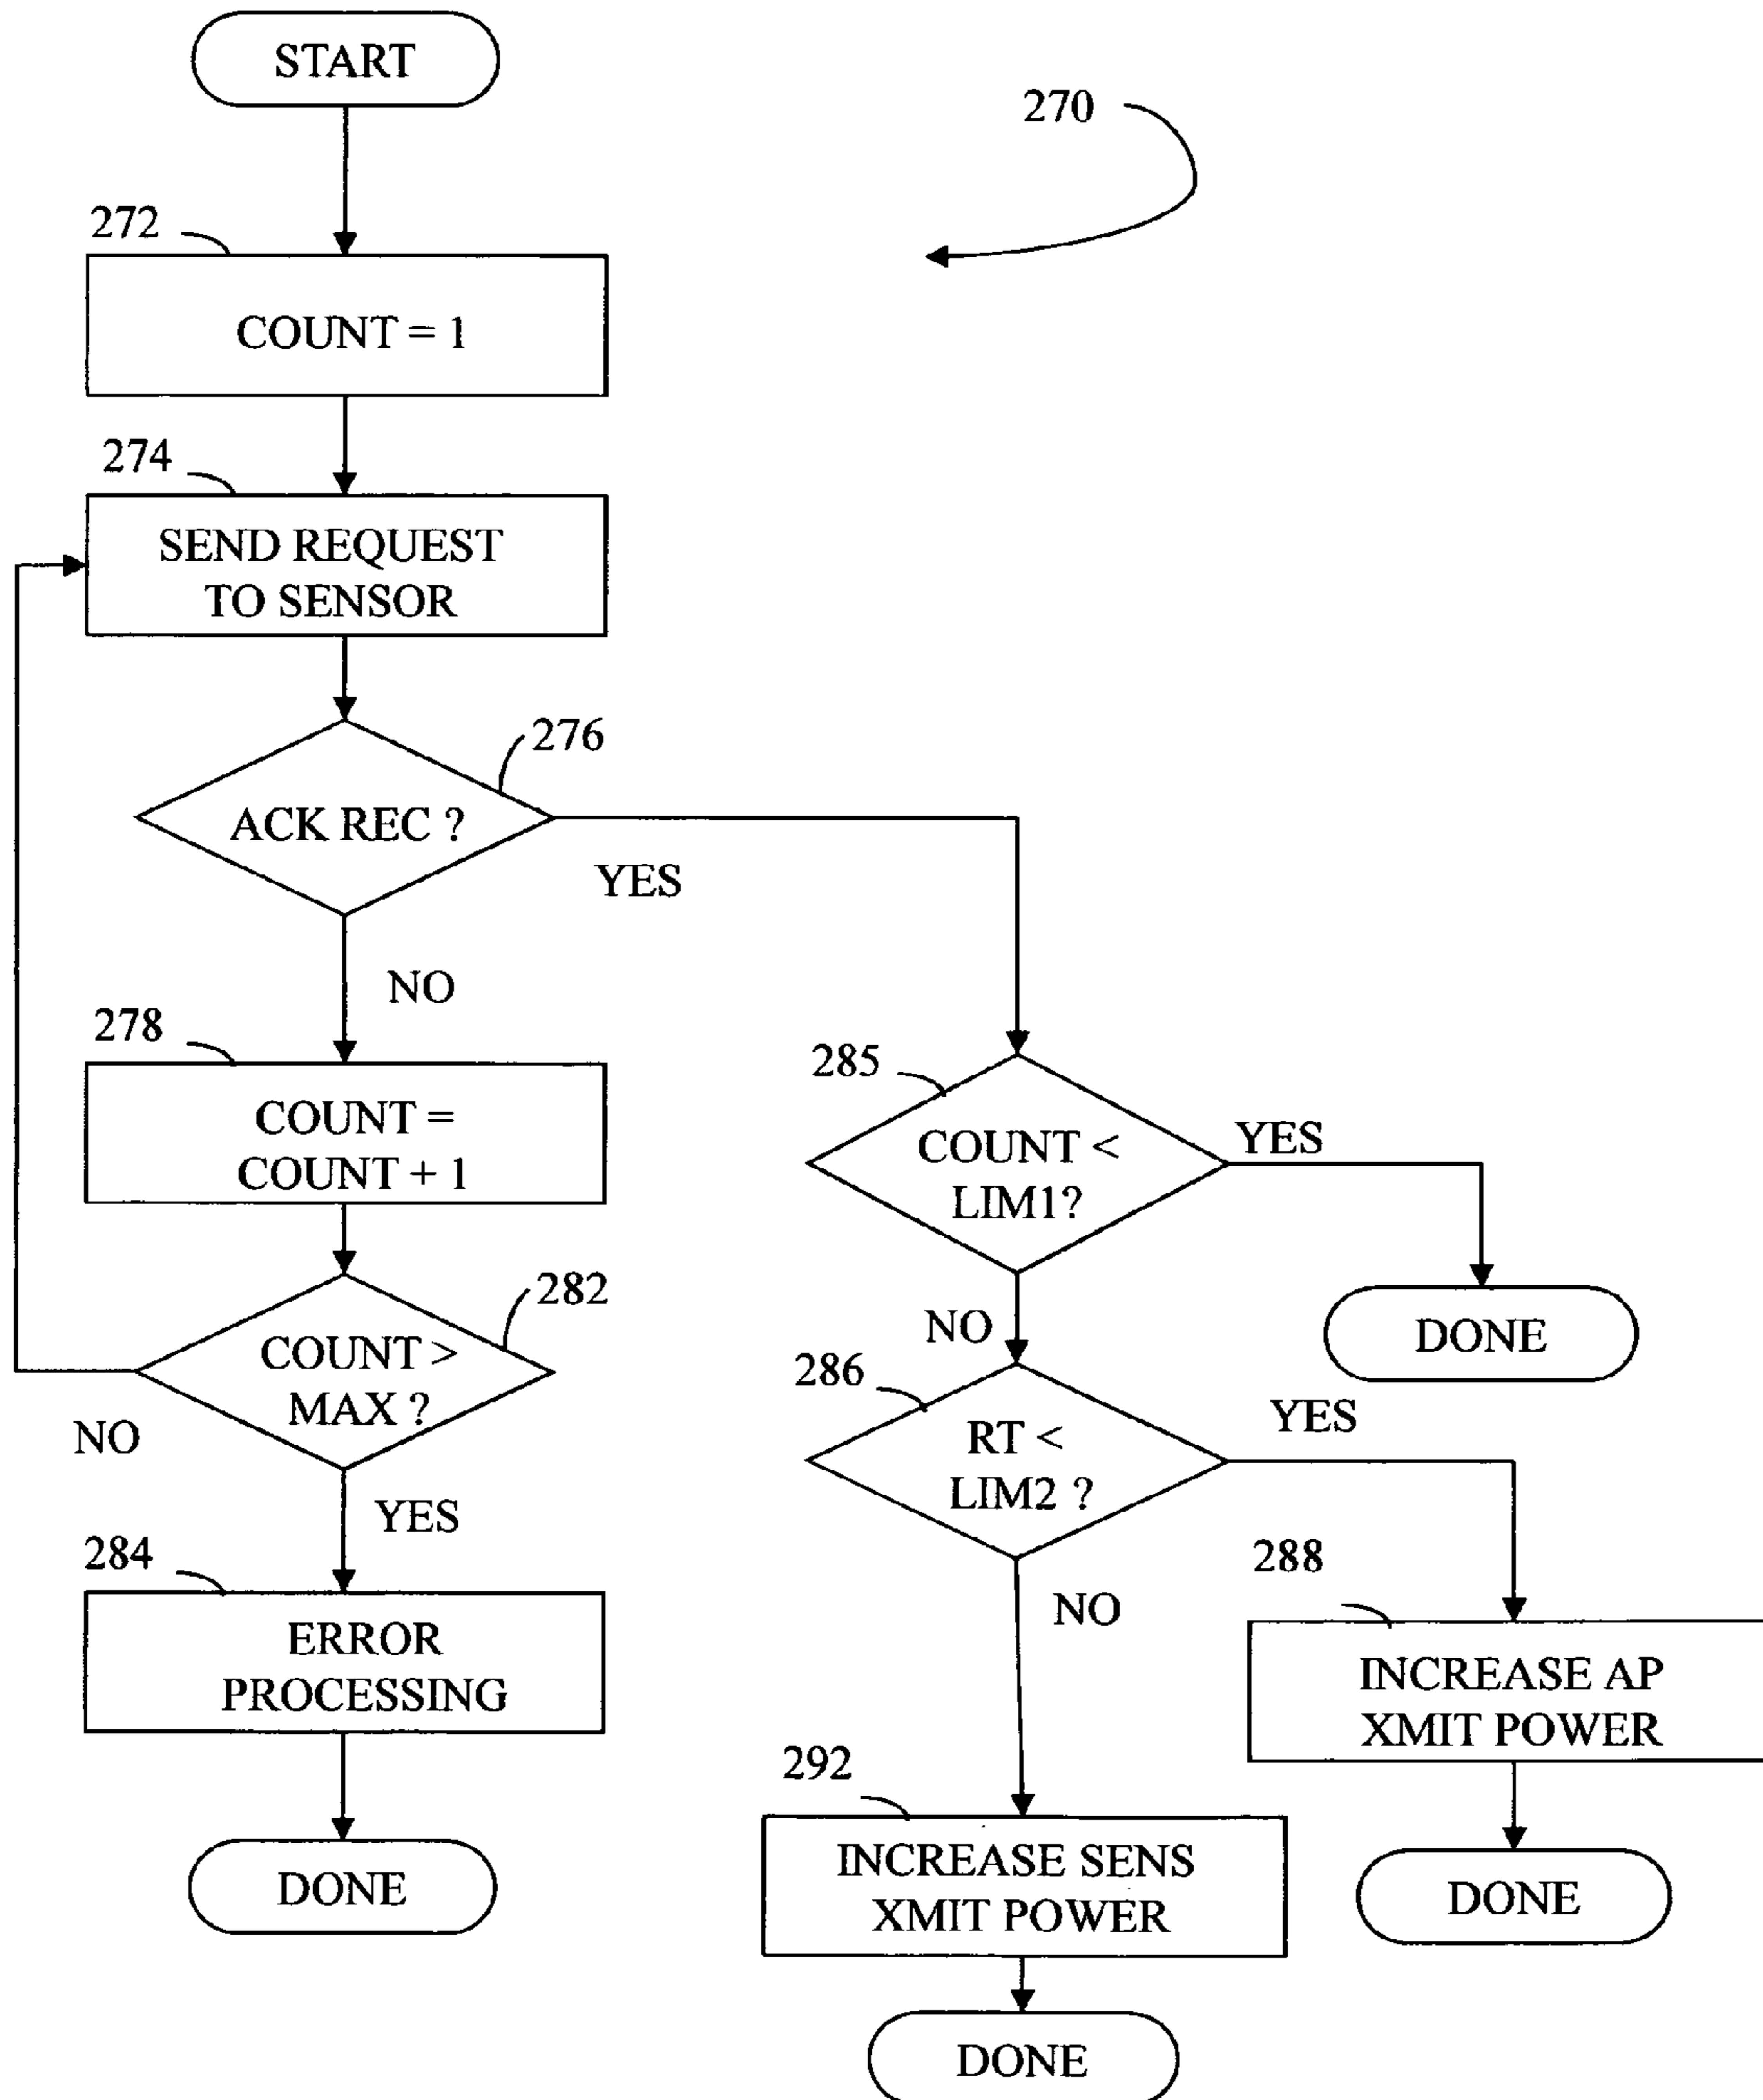 START
270
272
COUNT = 1
274
SEND REQUEST
TO SENSOR
276
ACK REC ?
YES
NO
278
COUNT =
COUNT + 1
282
COUNT >
MAX ?
NO
YES
284
ERROR
PROCESSING
DONE
285
COUNT <
LIM1?
YES
DONE
NO
286
RT <
LIM2 ?
YES
NO
288
INCREASE AP
XMIT POWER
DONE
292
INCREASE SENS
XMIT POWER
DONE